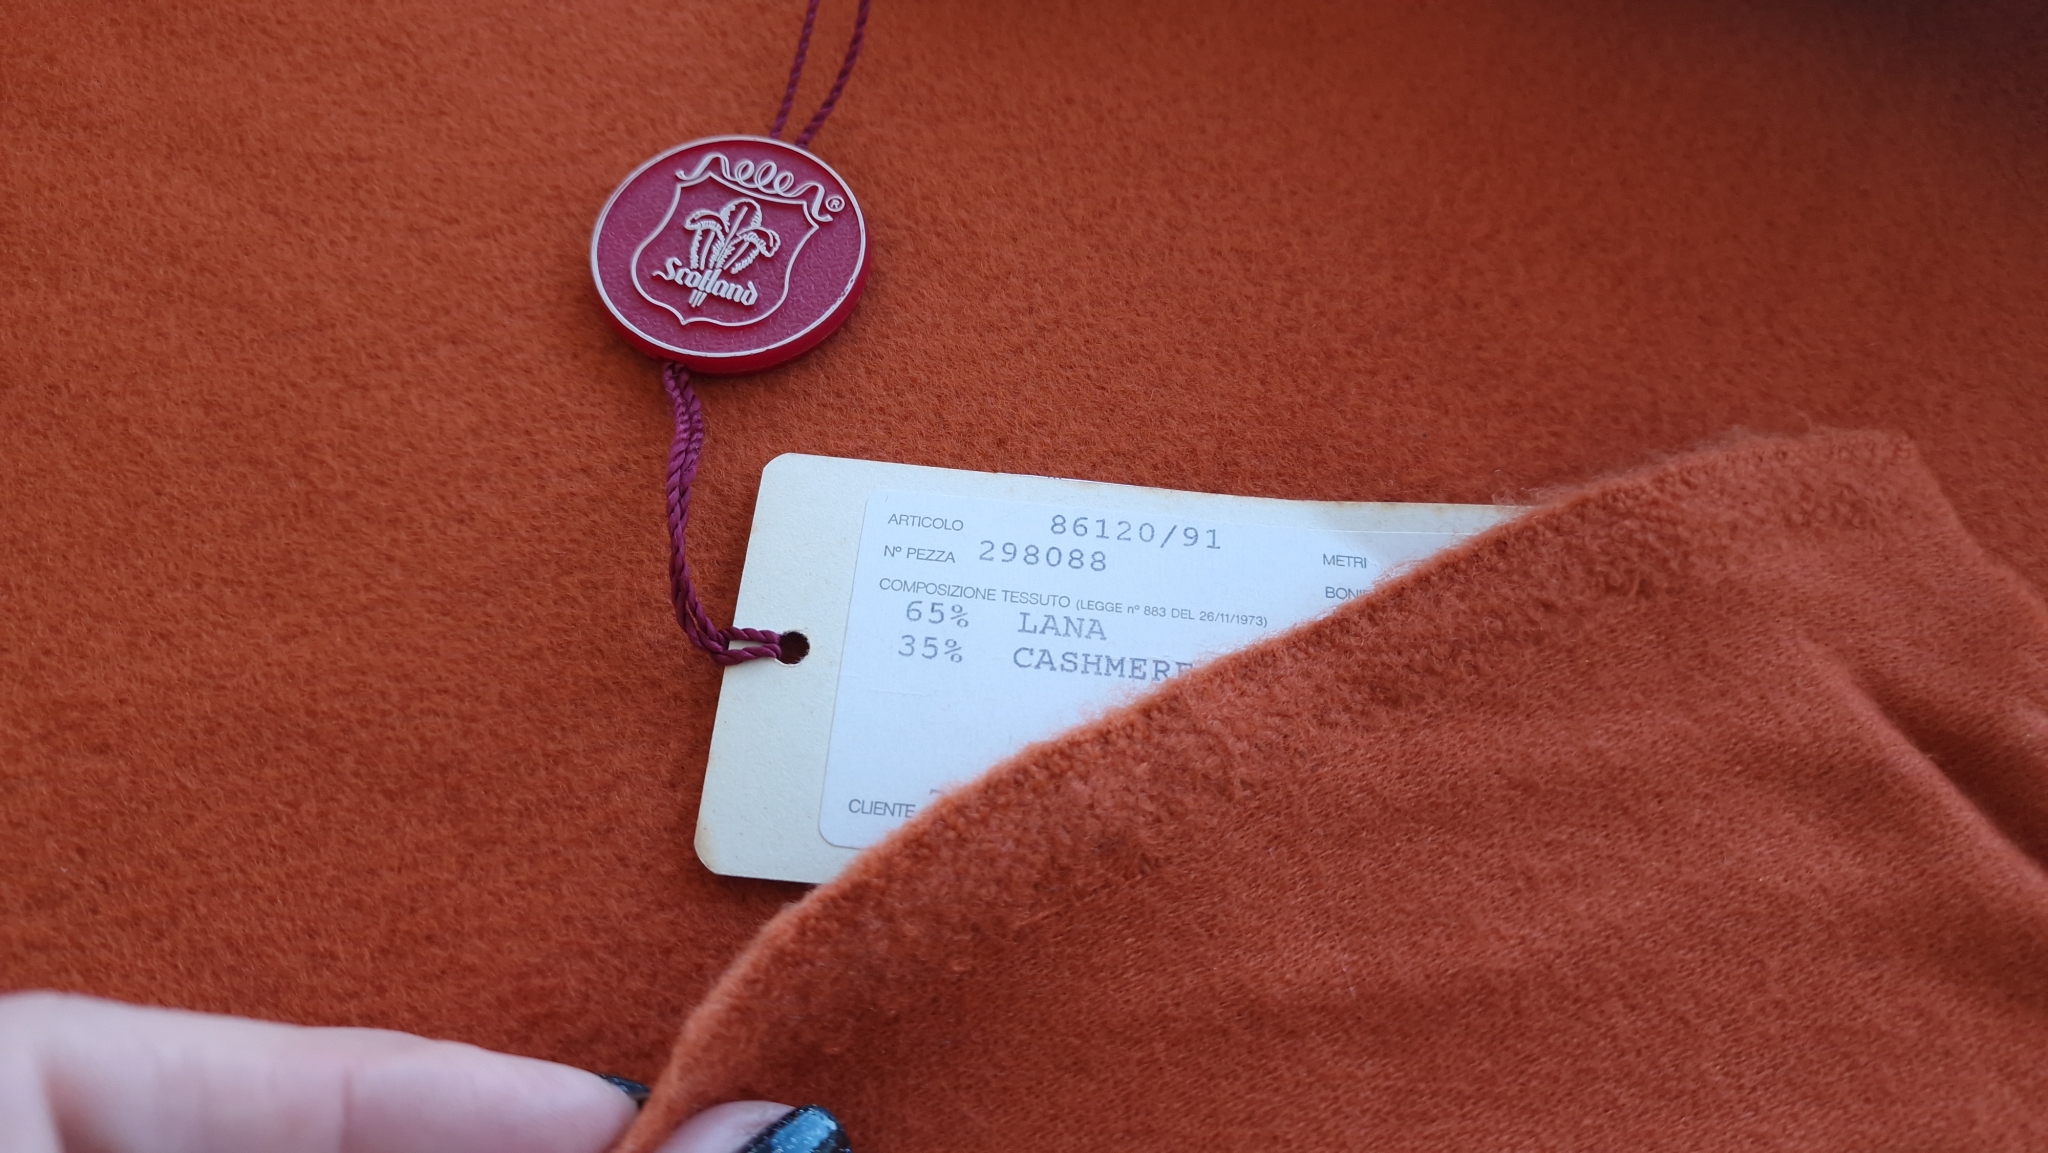 Allen®
Scotland
ARTICOLO 86120/91
Nº PEZZA 298088 METRI
COMPOSIZIONE TESSUTO (LEGGE nº 883 DEL 26/11/1973)
65% LANA
35% CASHMERE
CLIENTE